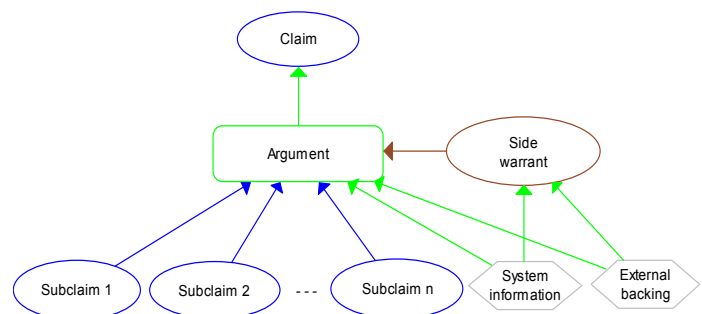 Claim
Argument
Side
warrant
Subclaim 1
Subclaim 2
- - -
Subclaim n
System
information
External
backing